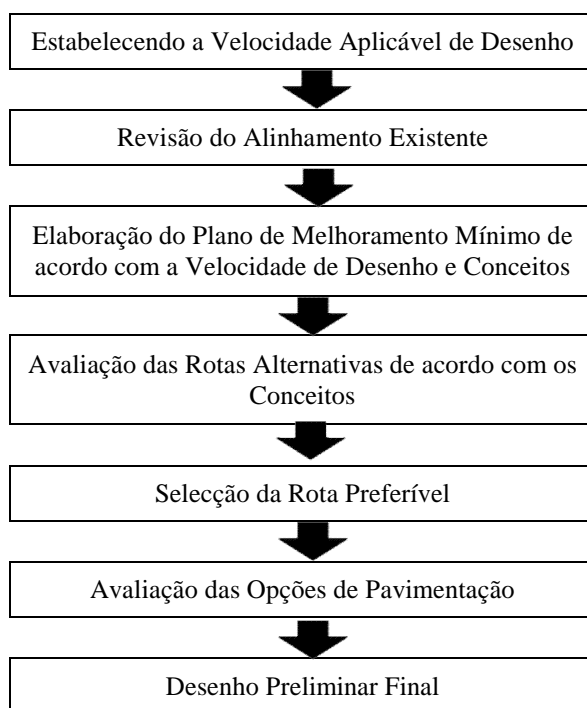 Estabelecendo a Velocidade Aplicável de Desenho
Revisão do Alinhamento Existente
Elaboração do Plano de Melhoramento Mínimo de
acordo com a Velocidade de Desenho e Conceitos
Avaliação das Rotas Alternativas de acordo com os
Conceitos
Selecção da Rota Preferível
Avaliação das Opções de Pavimentação
Desenho Preliminar Final